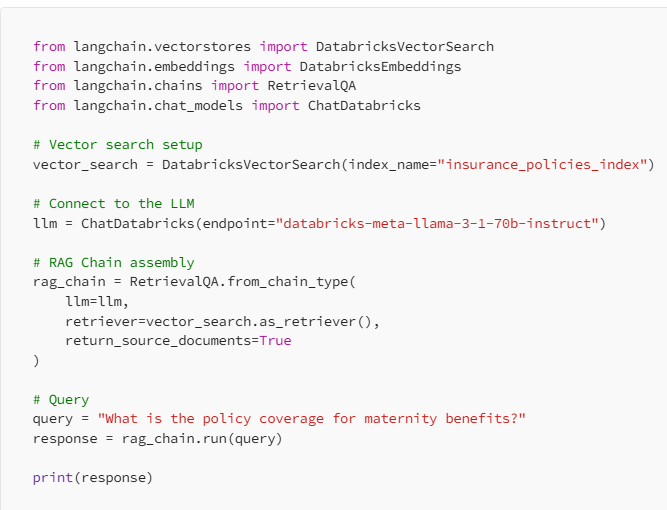 from langchain.vectorstores import DatabricksVectorSearch
from langchain.embeddings import DatabricksEmbeddings
from langchain.chains import RetrievalQA
from langchain.chat_models import ChatDatabricks

# Vector search setup
vector_search = DatabricksVectorSearch(index_name="insurance_policies_index")

# Connect to the LLM
llm = ChatDatabricks(endpoint="databricks-meta-llama-3-1-70b-instruct")

# RAG Chain assembly
rag_chain = RetrievalQA.from_chain_type(
    llm=llm,
    retriever=vector_search.as_retriever(),
    return_source_documents=True
)

# Query
query = "What is the policy coverage for maternity benefits?"
response = rag_chain.run(query)

print(response)